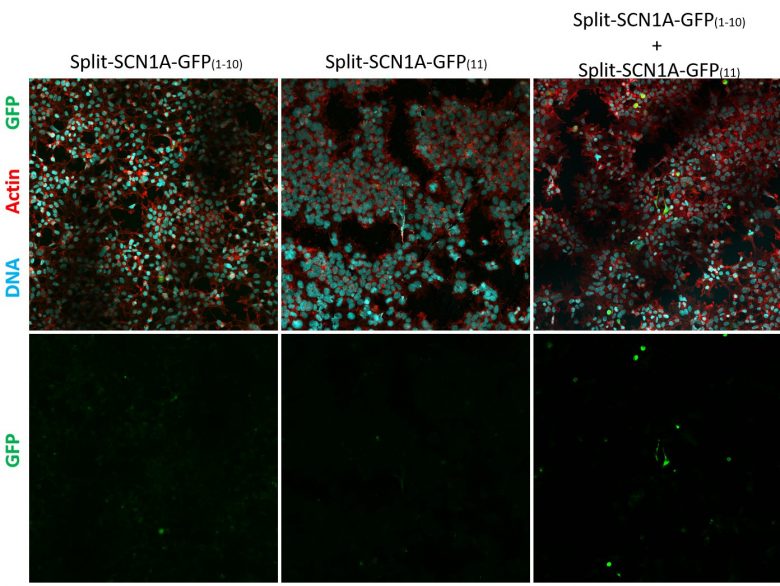 Split-SCN1A-GFP(1-10)
Split-SCN1A-GFP(11)
Split-SCN1A-GFP(1-10)
+
Split-SCN1A-GFP(11)
GFP
Actin
DNA
GFP